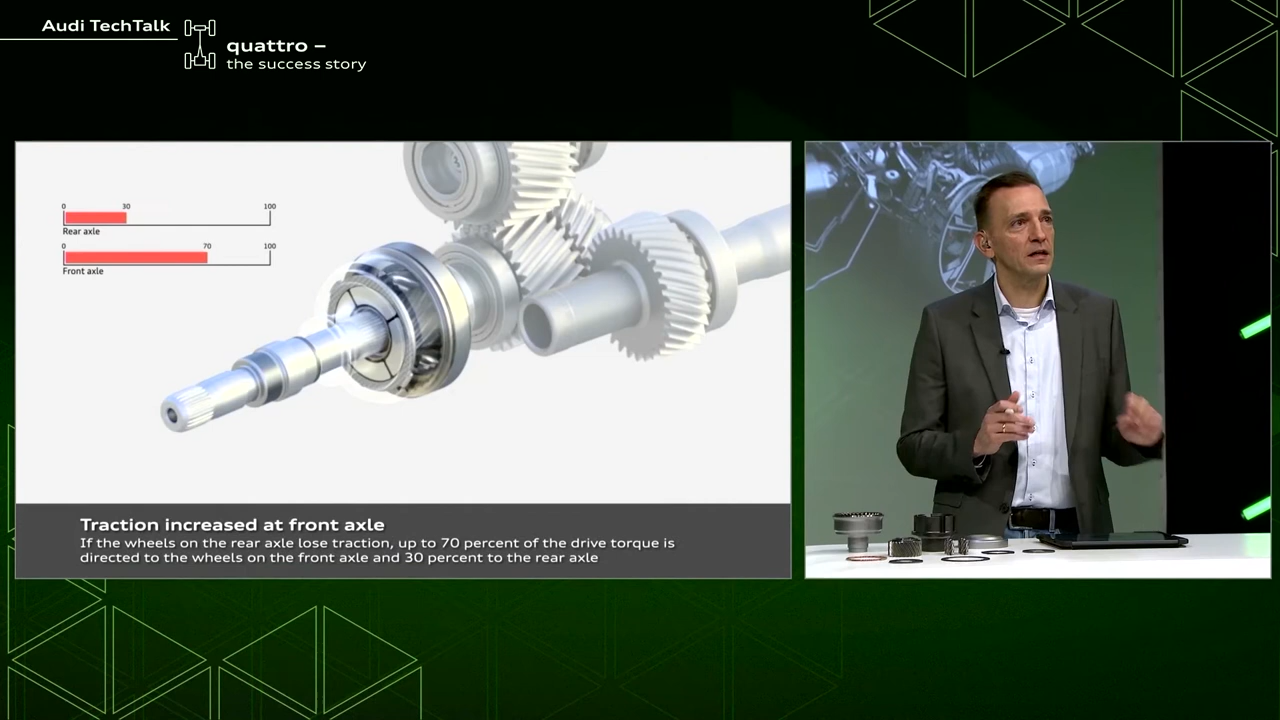 Audi TechTalk
quattro –
the success story
0 30 100
Rear axle
0 70 100
Front axle
Traction increased at front axle
If the wheels on the rear axle lose traction, up to 70 percent of the drive torque is
directed to the wheels on the front axle and 30 percent to the rear axle